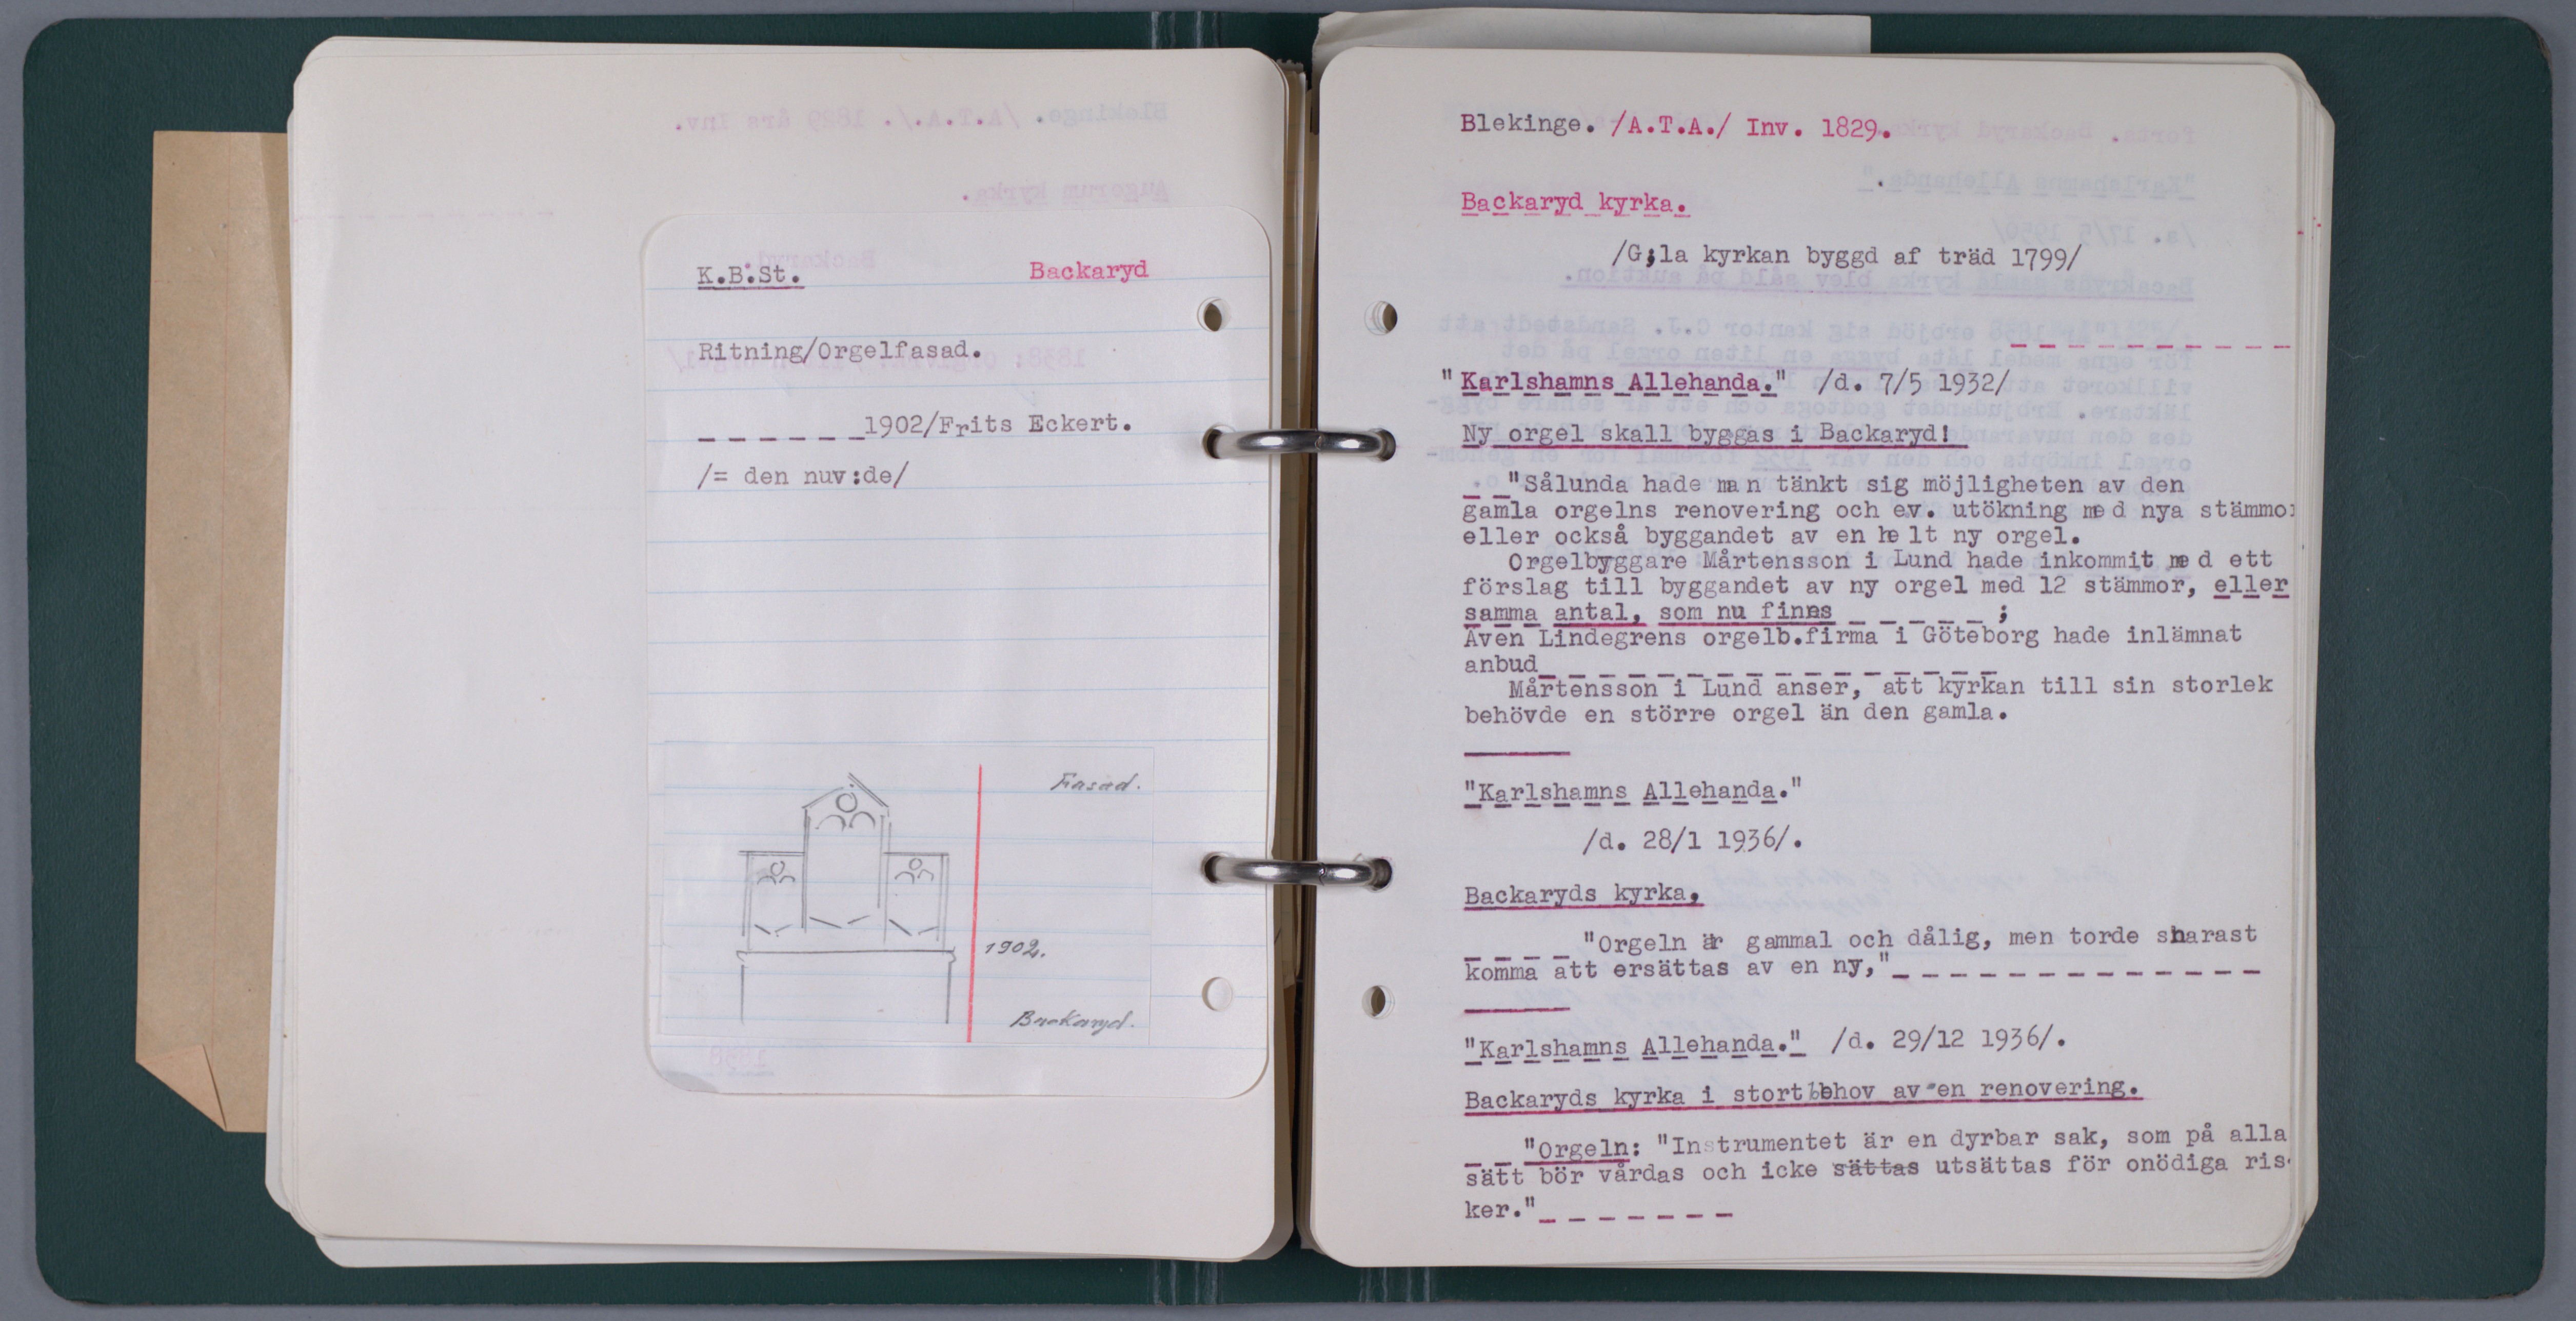 K.B.St. Backaryd
Ritning/Orgelfasad.
_ _ _ _ _ _ 1902/Frits Eckert.
/= den nuv:de/
Fasad.
1902.
Backaryd.
Blekinge. /A.T.A./ Inv. 1829.
Backaryd kyrka.
/G;la kyrkan byggd af träd 1799/
_ _ _ _ _ _ _ _ _ _
"Karlshamns Allehanda." /d. 7/5 1932/
Ny orgel skall byggas i Backaryd!
_ _"Sålunda hade man tänkt sig möjligheten av den
gamla orgelns renovering och ev. utökning med nya stämmor
eller också byggandet av en helt ny orgel.
Orgelbyggare Mårtensson i Lund hade inkommit med ett
förslag till byggandet av ny orgel med 12 stämmor, eller
samma antal, som nu finns _ _ _ _ _ ;
Även Lindegrens orgelb.firma i Göteborg hade inlämnat
anbud_ _ _ _ _ _ _ _ _ _ _ _ _ _ _ _
Mårtensson i Lund anser, att kyrkan till sin storlek
behövde en större orgel än den gamla.
"Karlshamns Allehanda."
/d. 28/1 1936/.
Backaryds kyrka,
_ _ _ _ "Orgeln är gammal och dålig, men torde snarast
komma att ersättas av en ny,"_ _ _ _ _ _ _ _ _ _ _ _ _
"Karlshamns Allehanda." /d. 29/12 1936/.
Backaryds kyrka i stort behov av en renovering.
_ _"Orgeln: "Instrumentet är en dyrbar sak, som på alla
sätt bör vårdas och icke sättas utsättas för onödiga ris-
ker."_ _ _ _ _ _ _